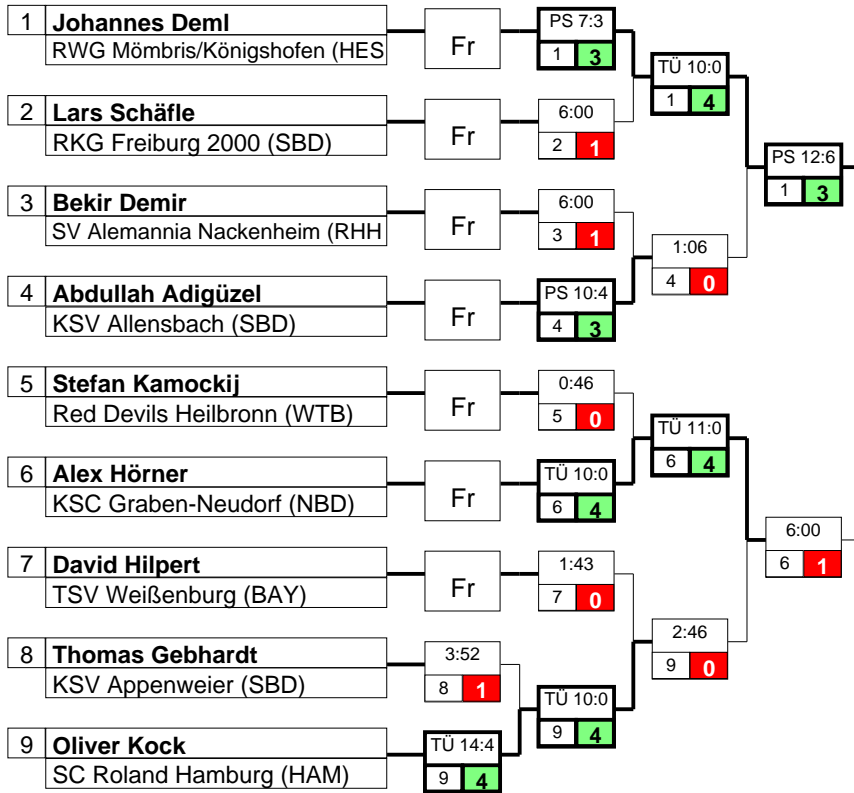 1 Johannes Deml
RWG Mömbris/Königshofen (HES
Fr
PS 7:3
1 3
TÜ 10:0
1 4
2 Lars Schäfle
RKG Freiburg 2000 (SBD)
Fr
6:00
2 1
PS 12:6
1 3
3 Bekir Demir
SV Alemannia Nackenheim (RHH
Fr
6:00
3 1
1:06
4 0
4 Abdullah Adigüzel
KSV Allensbach (SBD)
Fr
PS 10:4
4 3
5 Stefan Kamockij
Red Devils Heilbronn (WTB)
Fr
0:46
5 0
TÜ 11:0
6 4
6 Alex Hörner
KSC Graben-Neudorf (NBD)
Fr
TÜ 10:0
6 4
6:00
6 1
7 David Hilpert
TSV Weißenburg (BAY)
Fr
1:43
7 0
2:46
9 0
8 Thomas Gebhardt
KSV Appenweier (SBD)
3:52
8 1
TÜ 10:0
9 4
9 Oliver Kock
SC Roland Hamburg (HAM)
TÜ 14:4
9 4